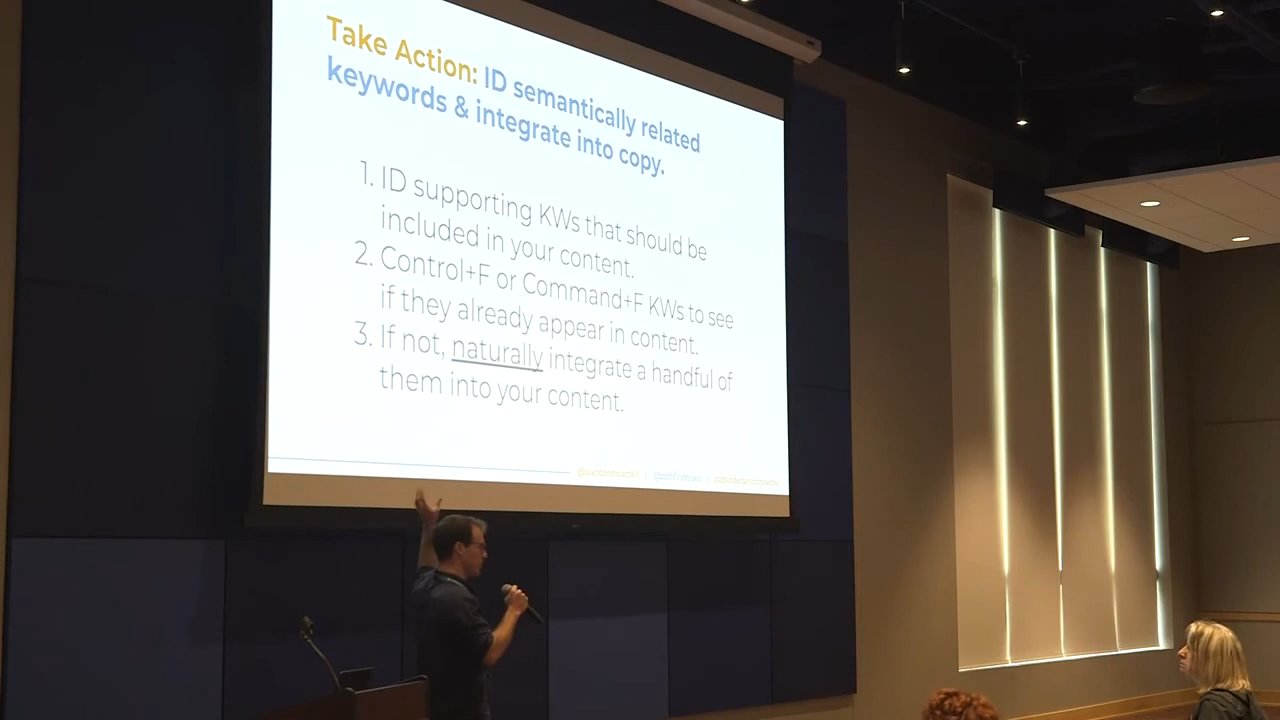 Take Action: ID semantically related
keywords & integrate into copy.
1. ID supporting KWs that should be
included in your content.
2. Control+F or Command+F KWs to see
if they already appear in content.
3. If not, naturally integrate a handful of
them into your content.